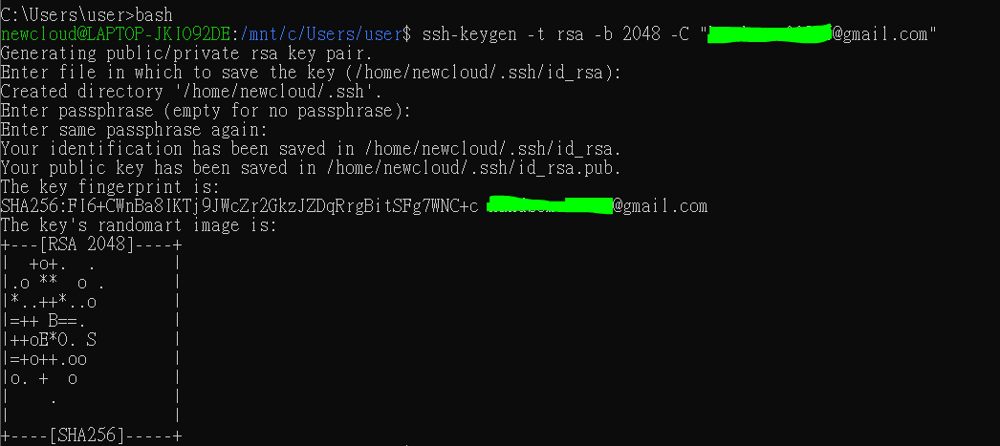 C:\Users\user>bash
newcloud@LAPTOP-JKIO92DE:/mnt/c/Users/user$ ssh-keygen -t rsa -b 2048 -C "@gmail.com"
Generating public/private rsa key pair.
Enter file in which to save the key (/home/newcloud/.ssh/id_rsa):
Created directory '/home/newcloud/.ssh'.
Enter passphrase (empty for no passphrase):
Enter same passphrase again:
Your identification has been saved in /home/newcloud/.ssh/id_rsa.
Your public key has been saved in /home/newcloud/.ssh/id_rsa.pub.
The key fingerprint is:
SHA256:FI6+CWnBa8IKTj9JWcZr2GkzJZDqRrgBitSFg7WNC+c @gmail.com
The key's randomart image is:
+---[RSA 2048]----+
|  +o+.  .        |
|.o **  o .       |
|*..++*..o        |
|=++ B==.         |
|++oE*O. S        |
|=+o++.oo         |
|o. +  o          |
|    .            |
|                 |
+----[SHA256]-----+